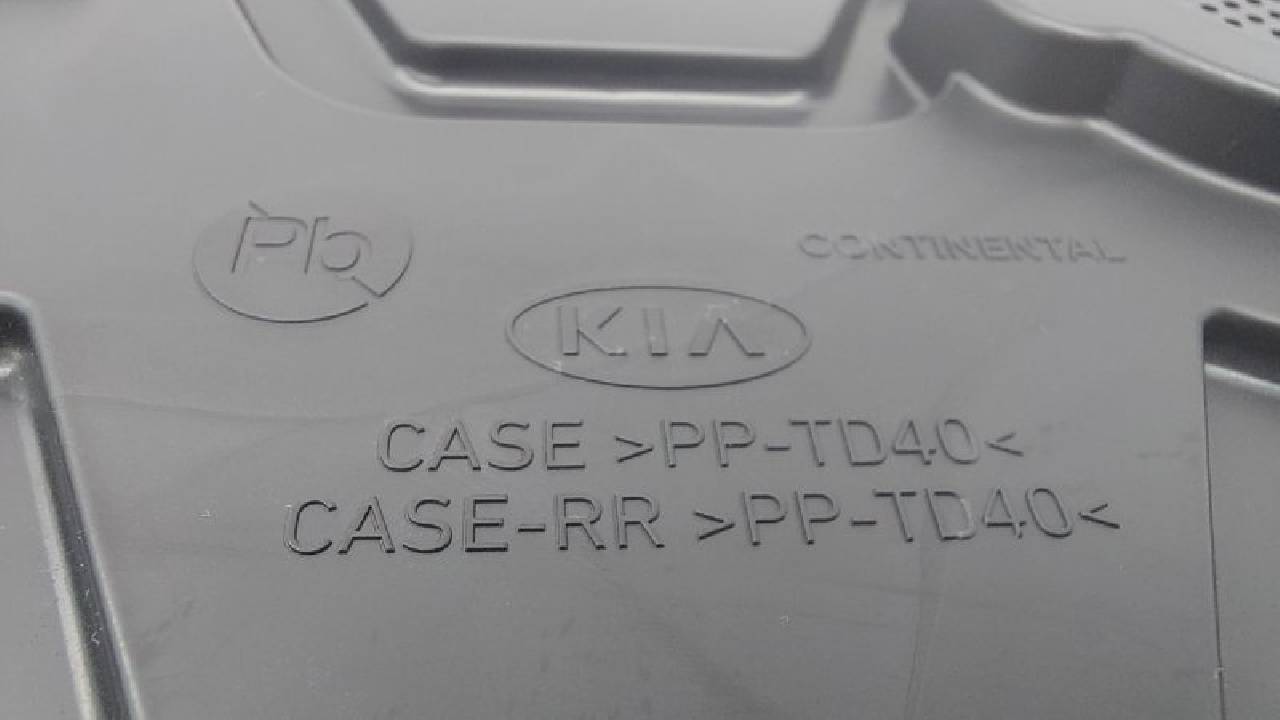 Pb
CONTINENTAL
KIA
CASE >PP-TD40<
CASE-RR >PP-TD40<